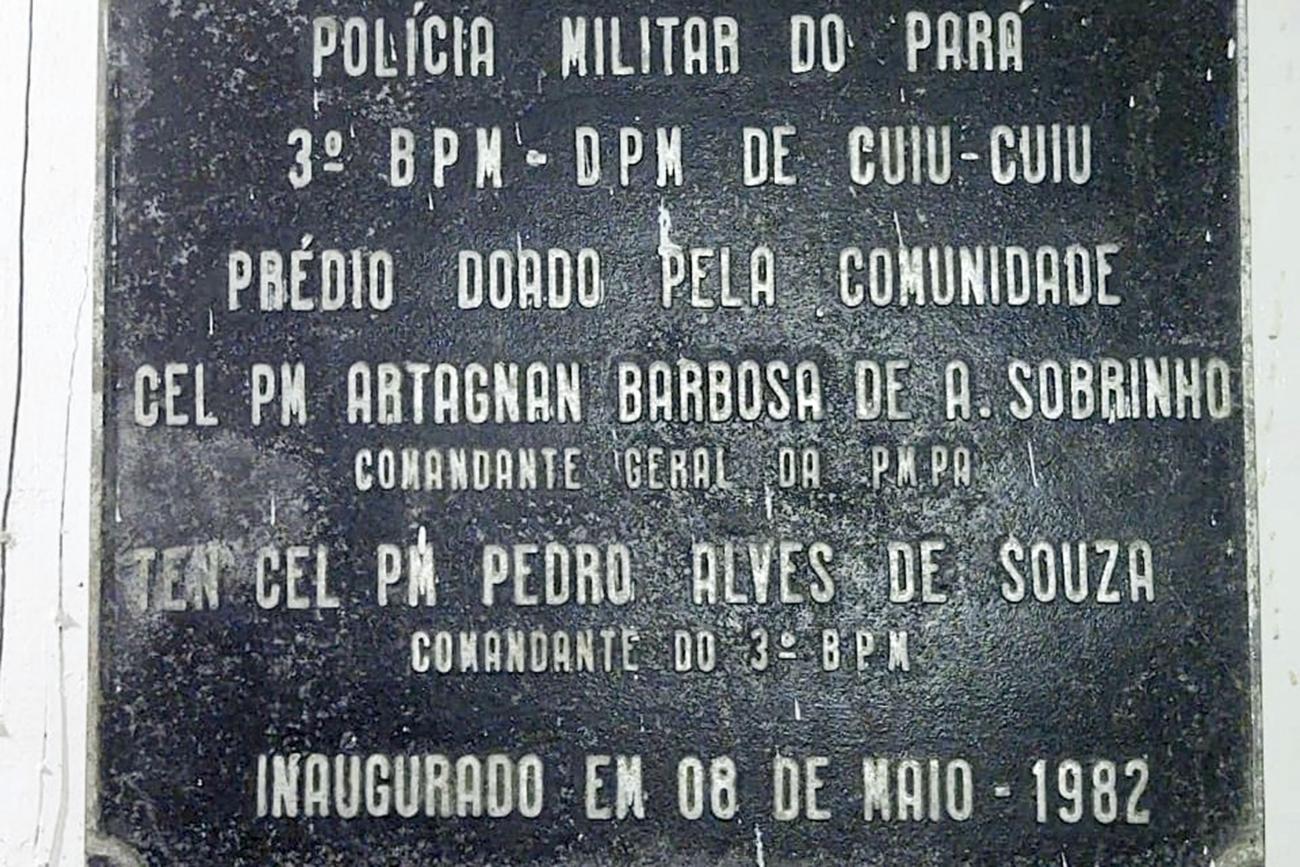 POLÍCIA MILITAR DO PARÁ
3º BPM - DPM DE CUIU-CUIU
PRÉDIO DOADO PELA COMUNIDADE
CEL PM ARTAGNAN BARBOSA DE A. SOBRINHO
COMANDANTE GERAL DA PMPA
TEN CEL PM PEDRO ALVES DE SOUZA
COMANDANTE DO 3º BPM
INAUGURADO EM 08 DE MAIO - 1982